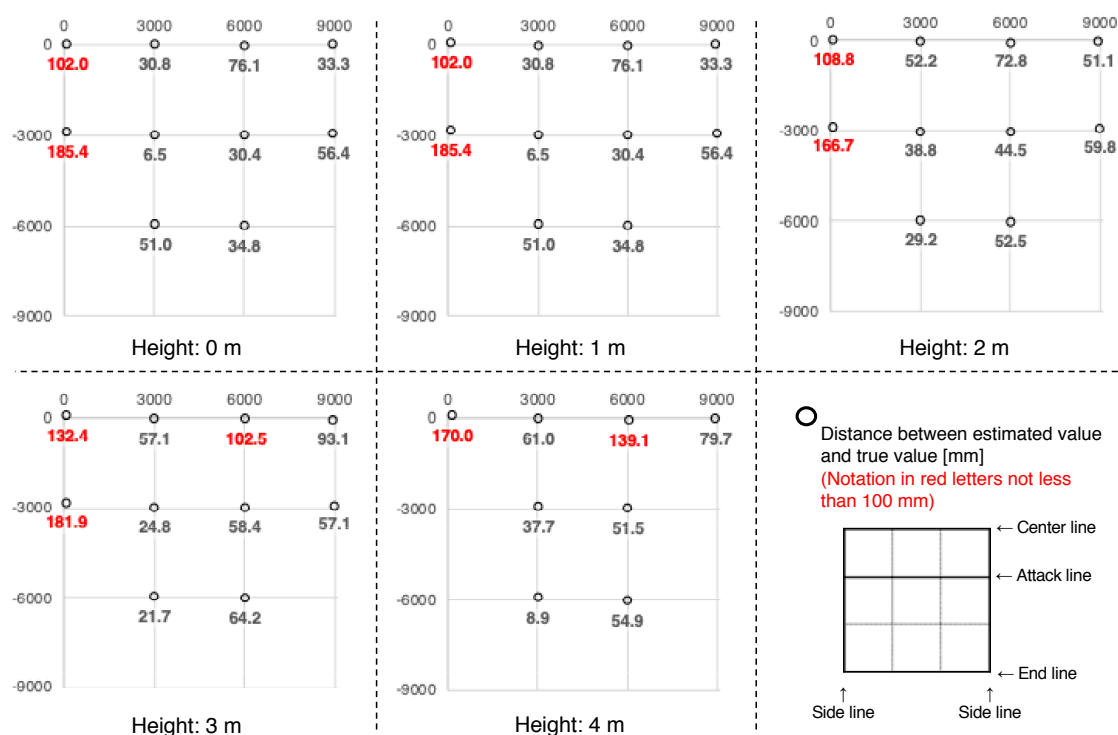 0 3000 6000 9000
0
102.0 30.8 76.1 33.3
-3000
185.4 6.5 30.4 56.4
-6000
51.0 34.8
-9000
Height: 0 m
0 3000 6000 9000
0
102.0 30.8 76.1 33.3
-3000
185.4 6.5 30.4 56.4
-6000
51.0 34.8
-9000
Height: 1 m
0 3000 6000 9000
0
108.8 52.2 72.8 51.1
-3000
166.7 38.8 44.5 59.8
-6000
29.2 52.5
-9000
Height: 2 m
0 3000 6000 9000
0
132.4 57.1 102.5 93.1
-3000
181.9 24.8 58.4 57.1
-6000
21.7 64.2
-9000
Height: 3 m
0 3000 6000 9000
0
170.0 61.0 139.1 79.7
-3000
37.7 51.5
-6000
8.9 54.9
-9000
Height: 4 m
Distance between estimated value
and true value [mm]
(Notation in red letters not less
than 100 mm)
← Center line
← Attack line
← End line
↑ ↑
Side line Side line